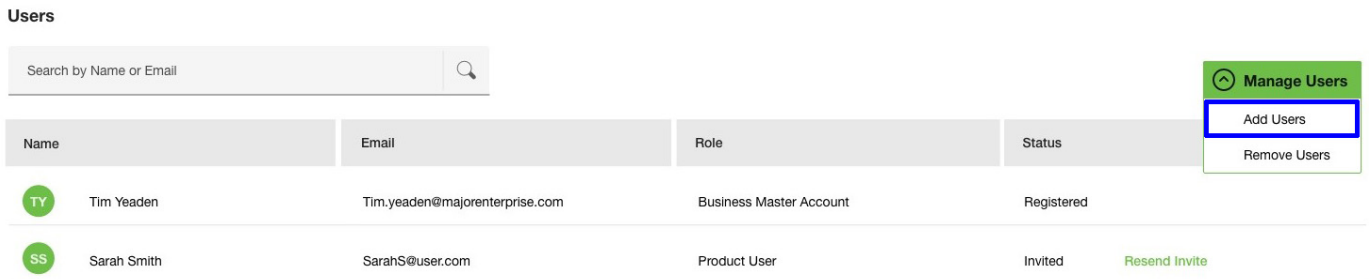 Users
Search by Name or Email
Manage Users
Add Users
Remove Users
Name Email Role Status
TY Tim Yeaden Tim.yeaden@majorenterprise.com Business Master Account Registered
SS Sarah Smith SarahS@user.com Product User Invited Resend Invite